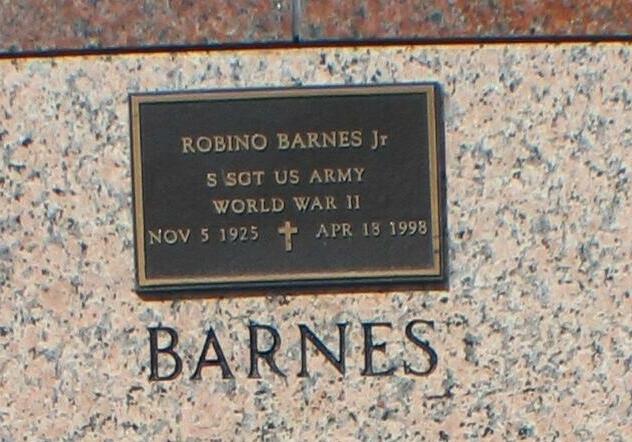 ROBINO BARNES Jr
S SGT US ARMY
WORLD WAR II
NOV 5 1925 APR 18 1998
BARNES